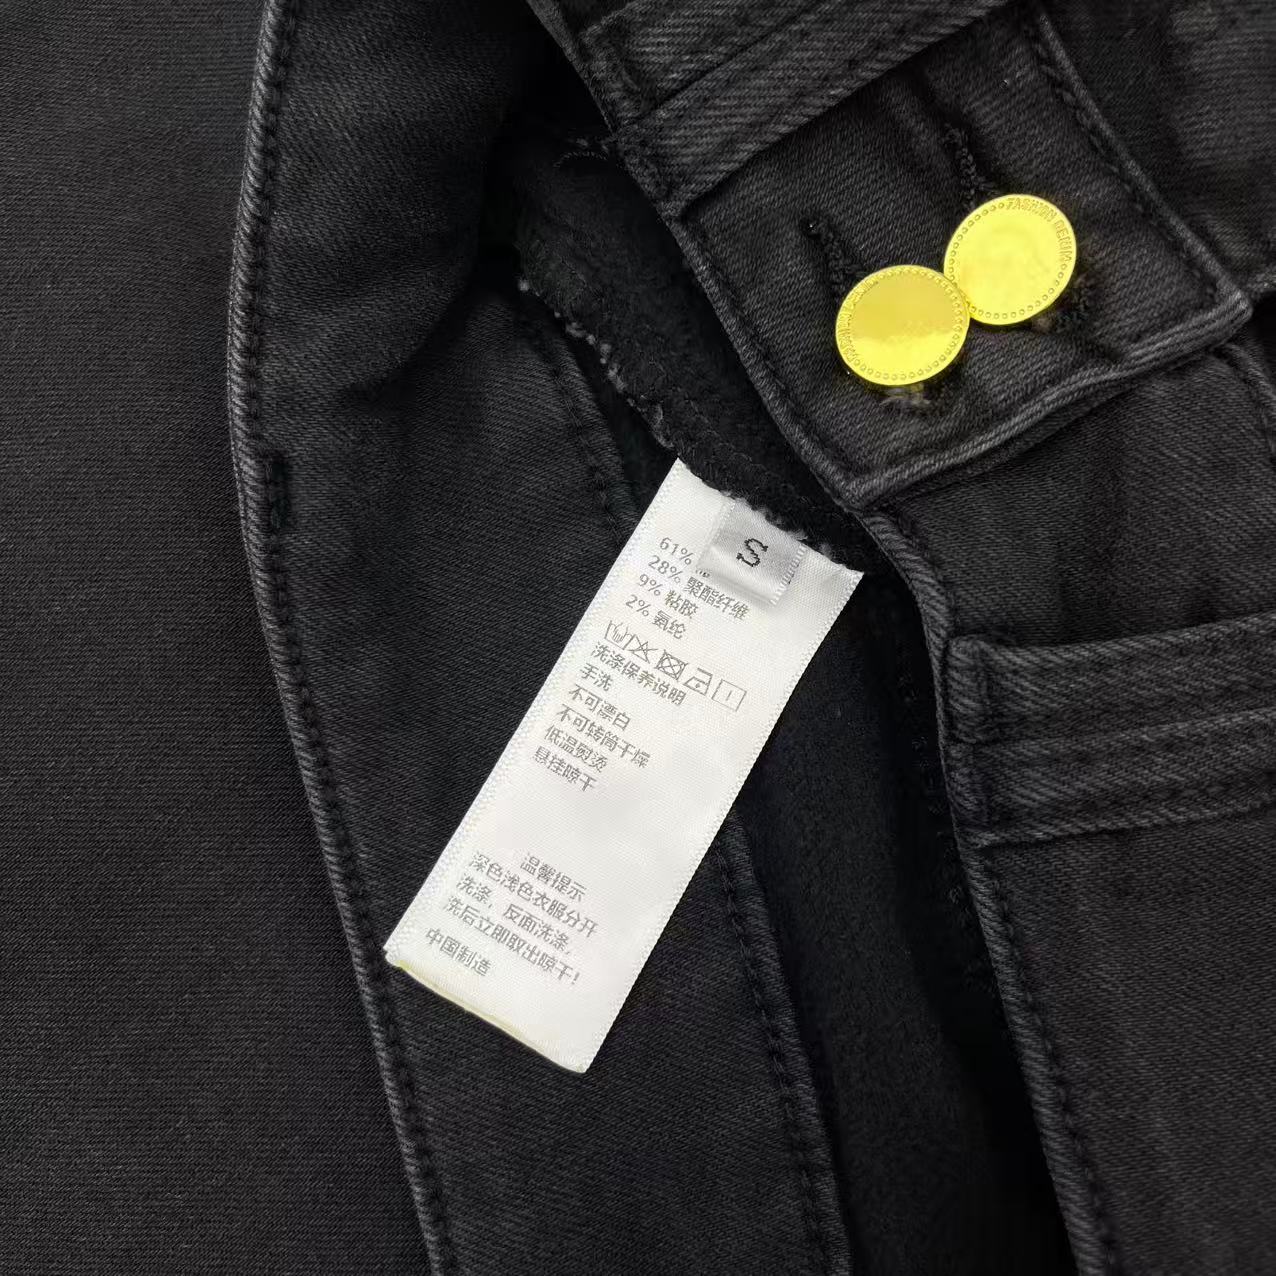 FASHION DENIM
FASHION DENIM
S
61%
28% 聚酯纤维
9% 粘胶
2% 氨纶
洗涤保养说明
手洗
不可漂白
不可转筒干燥
低温熨烫
悬挂晾干
温馨提示
深色浅色衣服分开
洗涤，反面洗涤，
洗后立即取出晾干！
中国制造